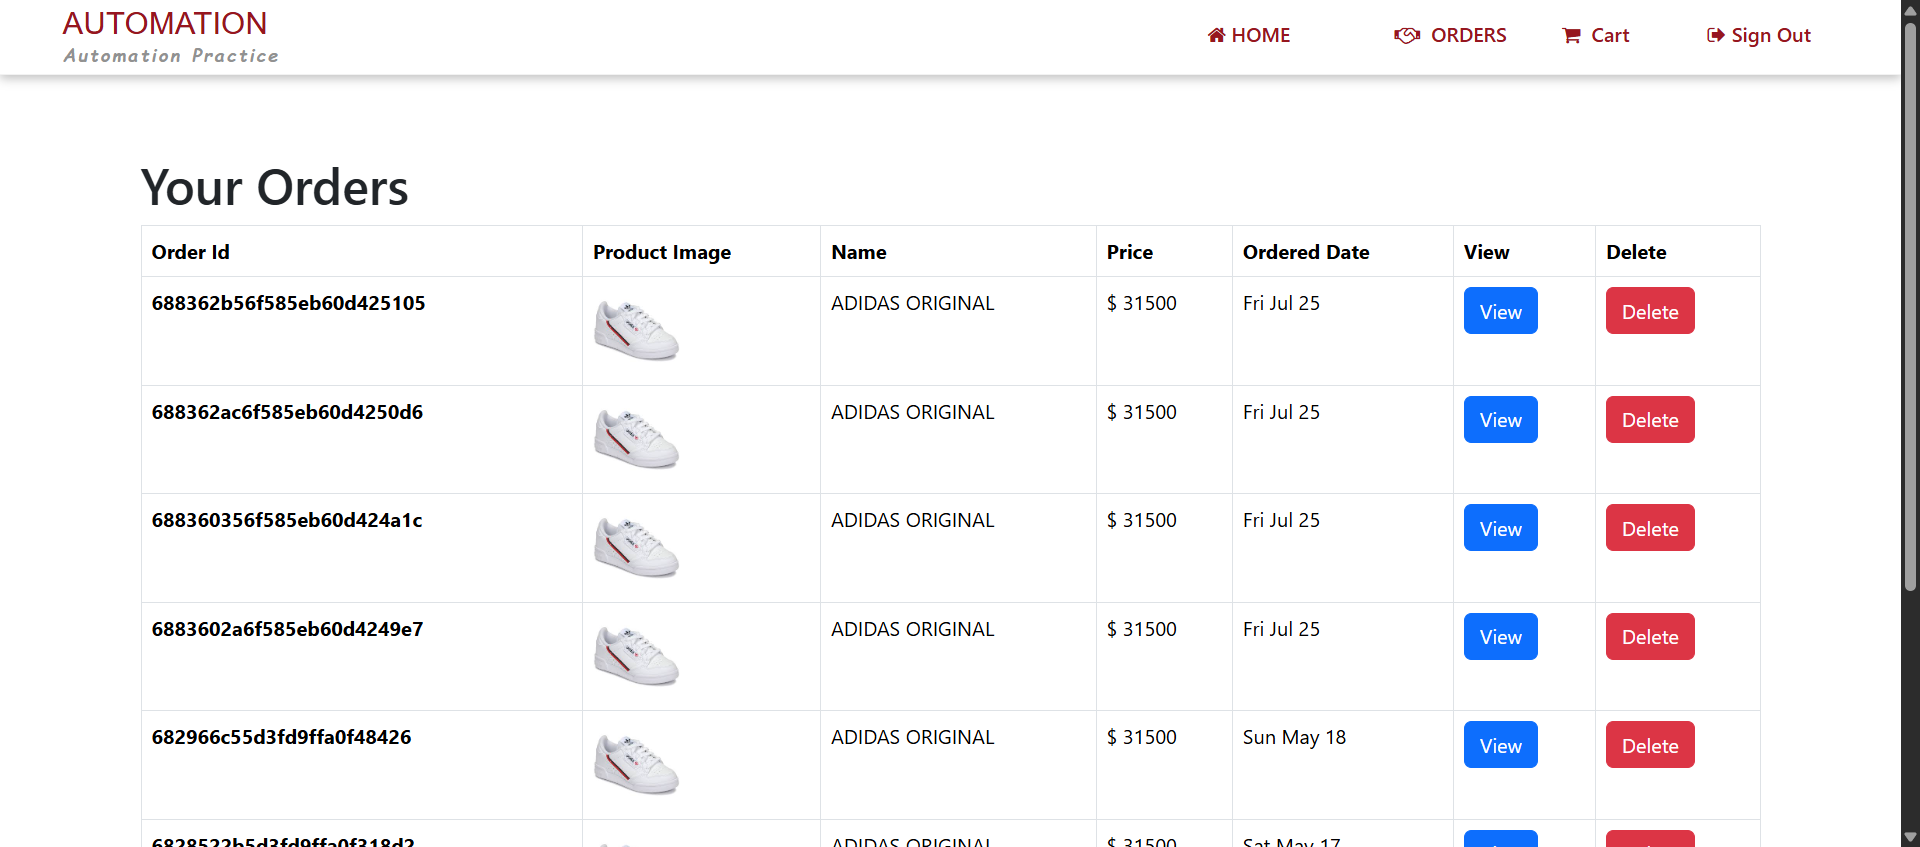 AUTOMATION
Automation Practice
HOME
ORDERS
Cart
Sign Out
Your Orders
Order Id Product Image Name Price Ordered Date View Delete
688362b56f585eb60d425105 ADIDAS ORIGINAL $ 31500 Fri Jul 25 View Delete
688362ac6f585eb60d4250d6 ADIDAS ORIGINAL $ 31500 Fri Jul 25 View Delete
688360356f585eb60d424a1c ADIDAS ORIGINAL $ 31500 Fri Jul 25 View Delete
6883602a6f585eb60d4249e7 ADIDAS ORIGINAL $ 31500 Fri Jul 25 View Delete
682966c55d3fd9ffa0f48426 ADIDAS ORIGINAL $ 31500 Sun May 18 View Delete
6828522b5d3fd9ffa0f318d2 ADIDAS ORIGINAL $ 31500 Sat May 17